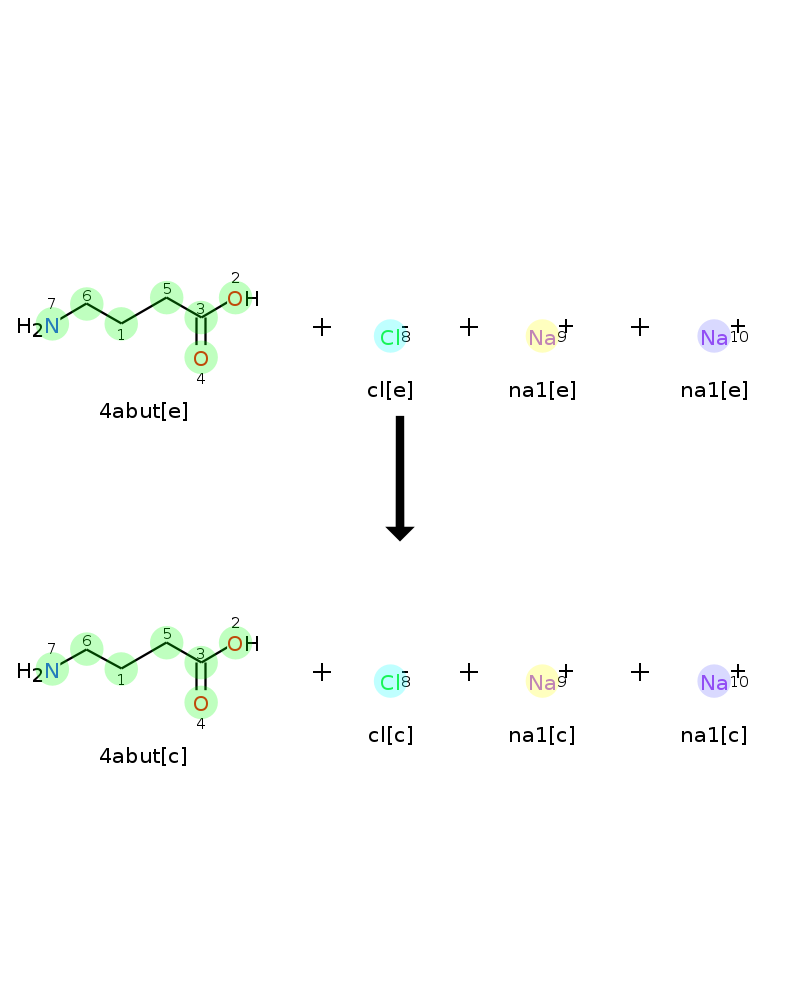 2
7 6 5 3 OH
H2N 1 O + Cl- 8 + Na+ 9 + Na+ 10
4
4abut[e] cl[e] na1[e] na1[e]
2
7 6 5 3 OH
H2N 1 O + Cl- 8 + Na+ 9 + Na+ 10
4
4abut[c] cl[c] na1[c] na1[c]